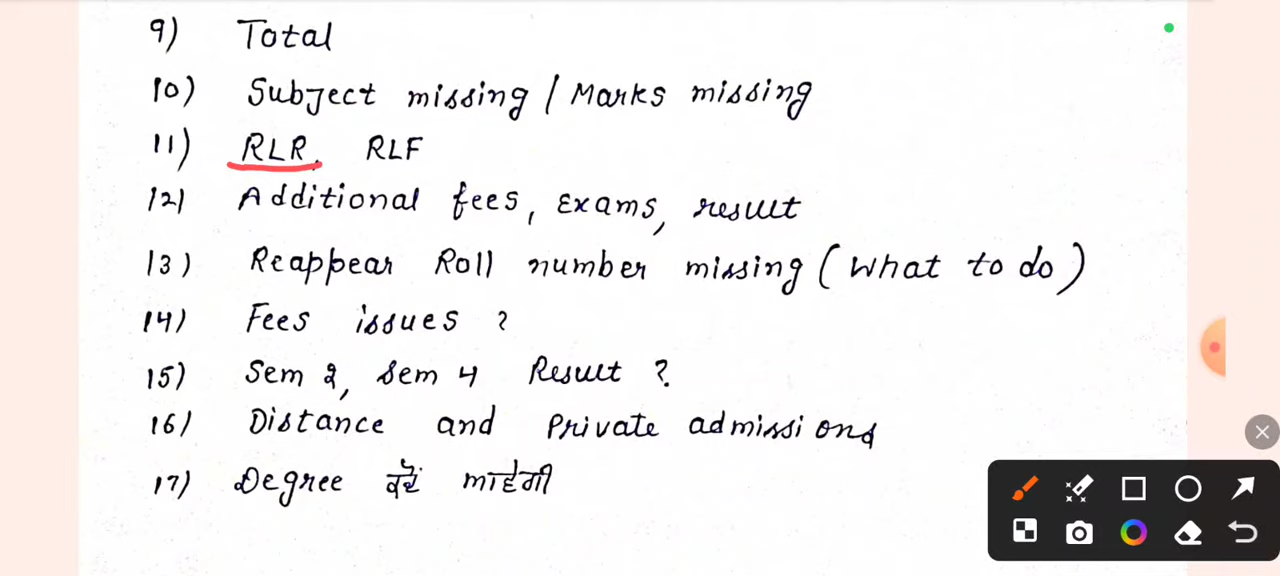 9) Total
10) Subject missing / Marks missing
11) RLR. RLF
12) Additional fees, Exams, result
13) Reappear Roll number missing (What to do)
14) Fees issues ?
15) Sem 2, Sem 4 Result ?
16) Distance and Private admissions
17) Degree ਕਦੋਂ ਆਵੇਗੀ